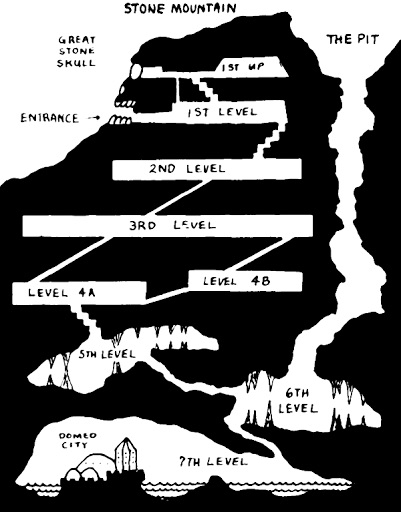 STONE MOUNTAIN
GREAT
STONE
SKULL
THE PIT
1ST UP
ENTRANCE →
1ST LEVEL
2ND LEVEL
3RD LEVEL
LEVEL 4A
LEVEL 4B
5TH LEVEL
6TH
LEVEL
DOMED
CITY
7TH LEVEL